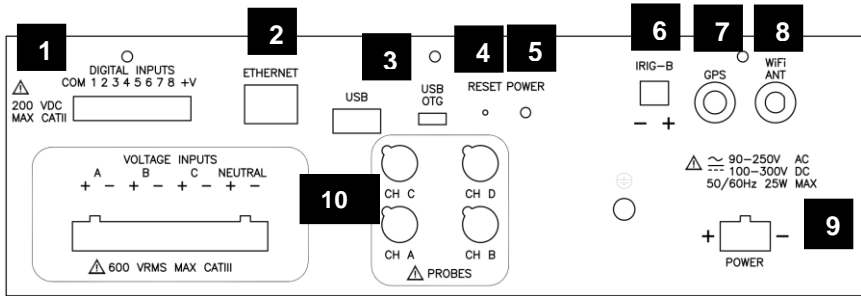 1
2
3
4
5
6
7
8
DIGITAL INPUTS
COM 1 2 3 4 5 6 7 8 +V
200 VDC
MAX CATII
ETHERNET
USB
USB
OTG
RESET POWER
IRIG-B
- +
GPS
WiFi
ANT
VOLTAGE INPUTS
A B C NEUTRAL
+ - + - + - + -
600 VRMS MAX CATIII
10
CH C CH D
CH A CH B
PROBES
90-250V AC
100-300V DC
50/60Hz 25W MAX
9
+ -
POWER